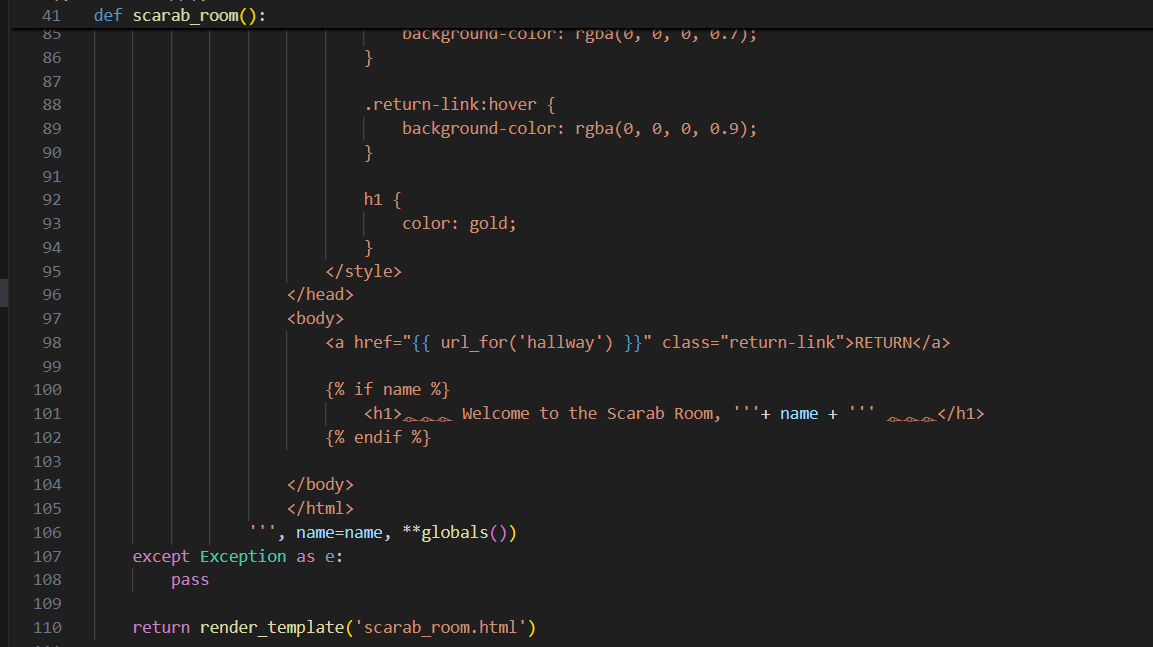 41 def scarab_room():
85 background-color: rgba(0, 0, 0, 0.7);
86 }
87
88 .return-link:hover {
89 background-color: rgba(0, 0, 0, 0.9);
90 }
91
92 h1 {
93 color: gold;
94 }
95 </style>
96 </head>
97 <body>
98 <a href="{{ url_for('hallway') }}" class="return-link">RETURN</a>
99
100 {% if name %}
101 <h1>𓁹𓁹𓁹 Welcome to the Scarab Room, '''+ name + ''' 𓁹𓁹𓁹</h1>
102 {% endif %}
103
104 </body>
105 </html>
106 ''', name=name, **globals())
107 except Exception as e:
108 pass
109
110 return render_template('scarab_room.html')